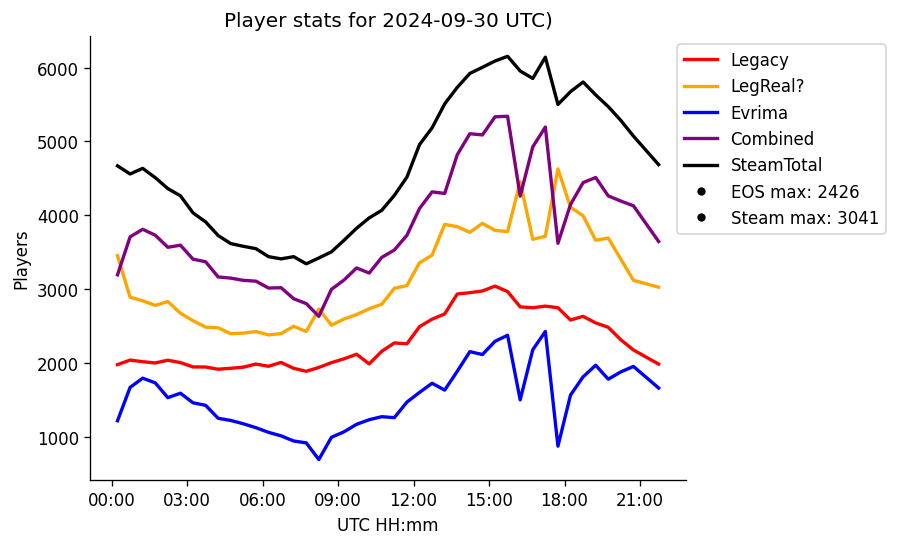 Player stats for 2024-09-30 UTC)
Players
6000
5000
4000
3000
2000
1000
00:00 03:00 06:00 09:00 12:00 15:00 18:00 21:00
UTC HH:mm
Legacy
LegReal?
Evrima
Combined
SteamTotal
EOS max: 2426
Steam max: 3041